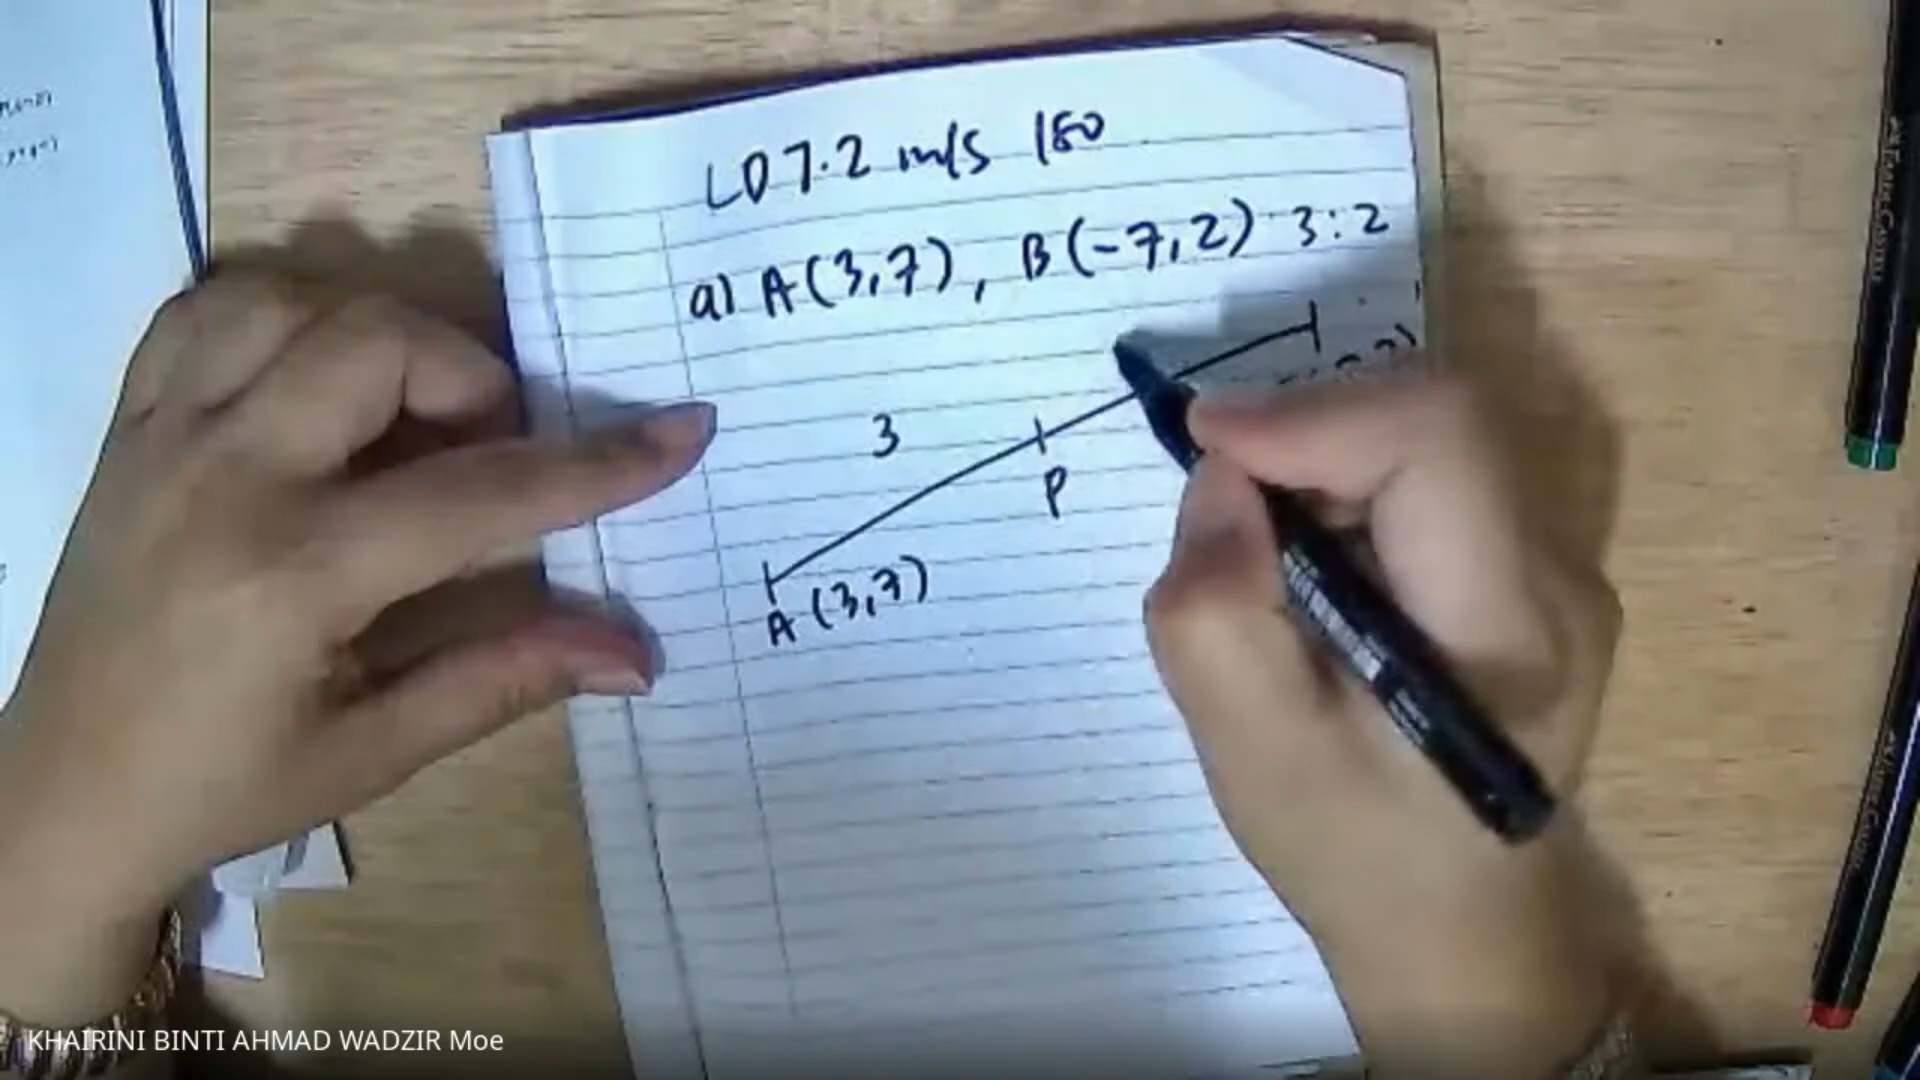 LD 7.2 m/s 180
a) A(3,7), B(-7,2) 3:2
3
P
A (3,7)
KHAIRINI BINTI AHMAD WADZIR Moe